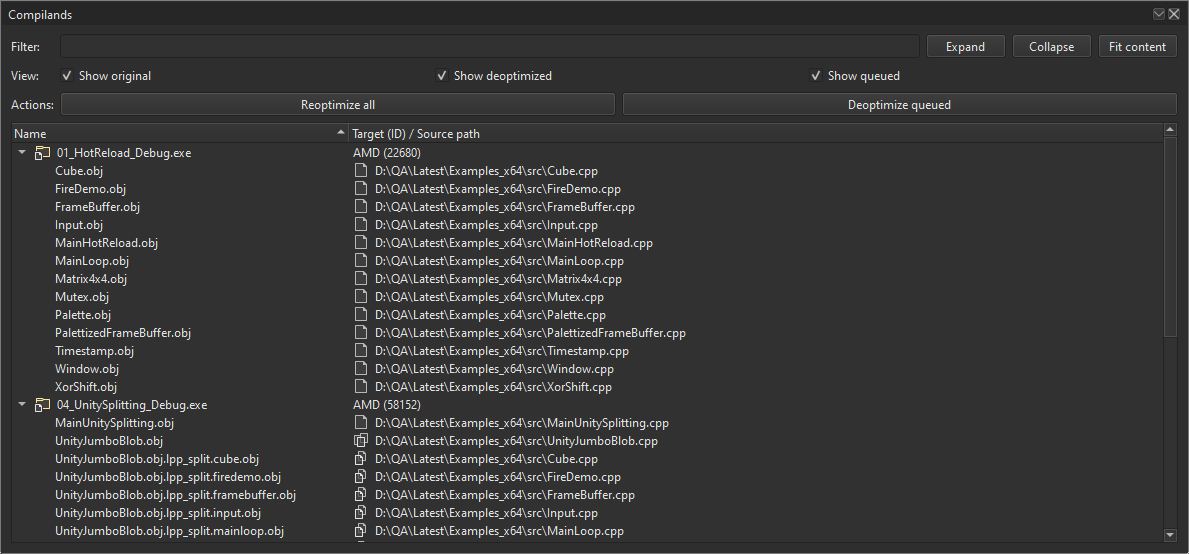 Compilands
Filter: Expand Collapse Fit content
View: Show original Show deoptimized Show queued
Actions: Reoptimize all Deoptimize queued
Name Target (ID) / Source path
01_HotReload_Debug.exe AMD (22680)
Cube.obj D:\QA\Latest\Examples_x64\src\Cube.cpp
FireDemo.obj D:\QA\Latest\Examples_x64\src\FireDemo.cpp
FrameBuffer.obj D:\QA\Latest\Examples_x64\src\FrameBuffer.cpp
Input.obj D:\QA\Latest\Examples_x64\src\Input.cpp
MainHotReload.obj D:\QA\Latest\Examples_x64\src\MainHotReload.cpp
MainLoop.obj D:\QA\Latest\Examples_x64\src\MainLoop.cpp
Matrix4x4.obj D:\QA\Latest\Examples_x64\src\Matrix4x4.cpp
Mutex.obj D:\QA\Latest\Examples_x64\src\Mutex.cpp
Palette.obj D:\QA\Latest\Examples_x64\src\Palette.cpp
PalettizedFrameBuffer.obj D:\QA\Latest\Examples_x64\src\PalettizedFrameBuffer.cpp
Timestamp.obj D:\QA\Latest\Examples_x64\src\Timestamp.cpp
Window.obj D:\QA\Latest\Examples_x64\src\Window.cpp
XorShift.obj D:\QA\Latest\Examples_x64\src\XorShift.cpp
04_UnitySplitting_Debug.exe AMD (58152)
MainUnitySplitting.obj D:\QA\Latest\Examples_x64\src\MainUnitySplitting.cpp
UnityJumboBlob.obj D:\QA\Latest\Examples_x64\src\UnityJumboBlob.cpp
UnityJumboBlob.obj.lpp_split.cube.obj D:\QA\Latest\Examples_x64\src\Cube.cpp
UnityJumboBlob.obj.lpp_split.firedemo.obj D:\QA\Latest\Examples_x64\src\FireDemo.cpp
UnityJumboBlob.obj.lpp_split.framebuffer.obj D:\QA\Latest\Examples_x64\src\FrameBuffer.cpp
UnityJumboBlob.obj.lpp_split.input.obj D:\QA\Latest\Examples_x64\src\Input.cpp
UnityJumboBlob.obj.lpp_split.mainloop.obj D:\QA\Latest\Examples_x64\src\MainLoop.cpp